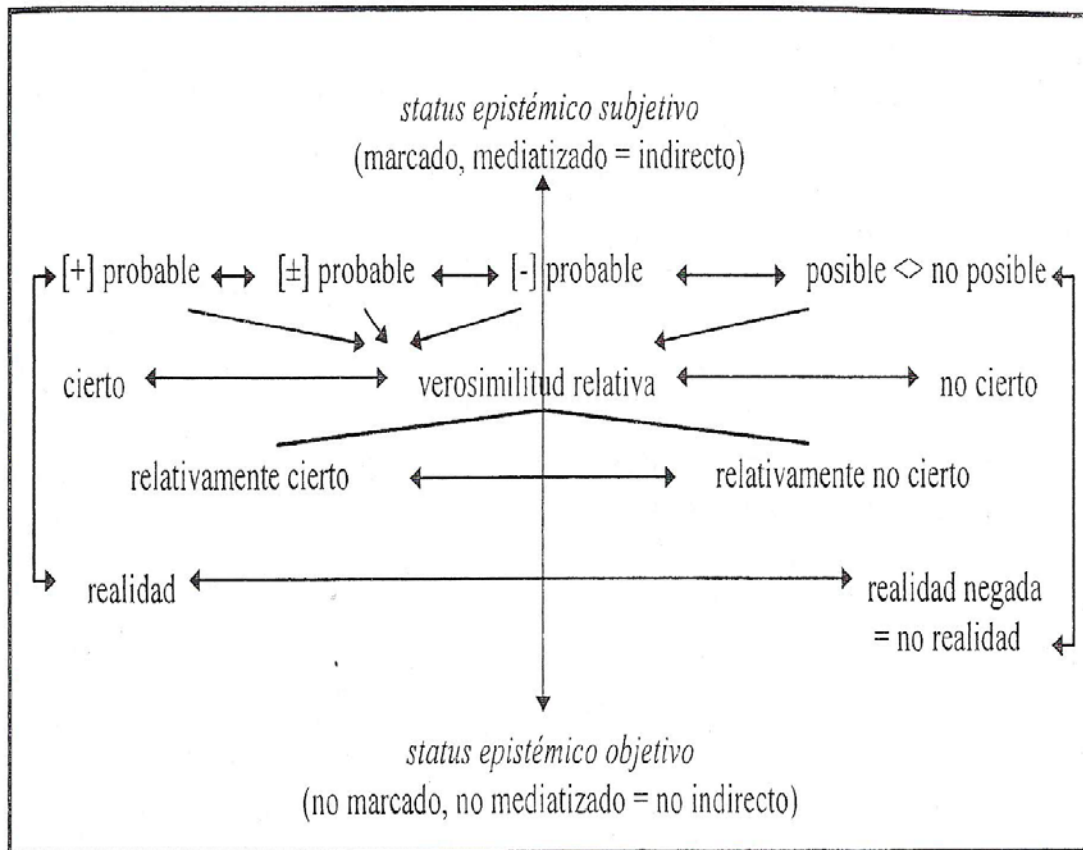 status epistémico subjetivo
(marcado, mediatizado = indirecto)
[+] probable [±] probable [-] probable posible <> no posible
cierto verosimilitud relativa no cierto
relativamente cierto relativamente no cierto
realidad realidad negada
= no realidad
status epistémico objetivo
(no marcado, no mediatizado = no indirecto)